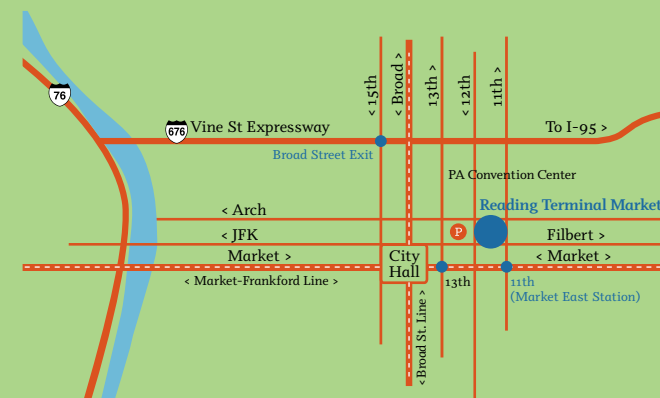 < 15th
< Broad >
13th >
< 12th
11th >
76
676
Vine St Expressway
To I-95 >
Broad Street Exit
PA Convention Center
Reading Terminal Market
< Arch
< JFK
P
Filbert >
Market >
City
Hall
< Market >
< Market-Frankford Line >
13th
11th
(Market East Station)
< Broad St. Line >